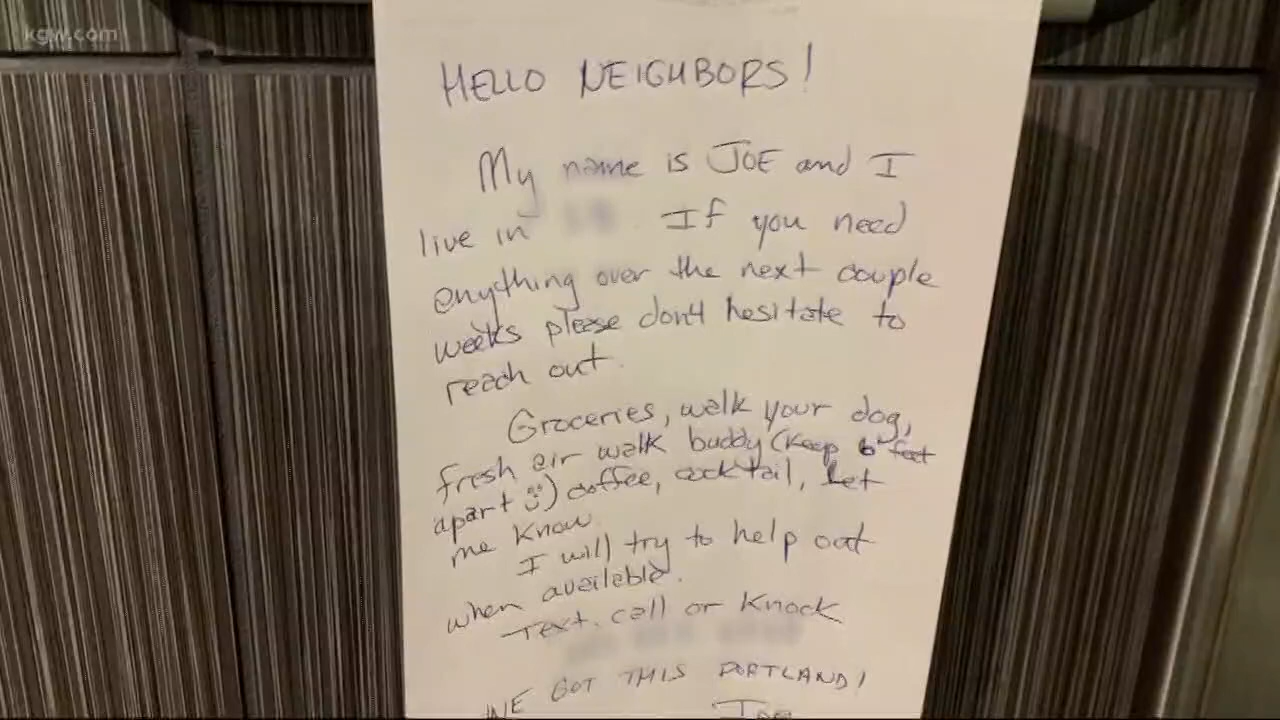 kgw.com
HELLO NEIGHBORS!
My name is JOE and I
live in
If you need
anything over the next couple
weeks please don't hesitate to
reach out.
Groceries, walk your dog,
fresh air walk buddy (keep 6 feet
apart) coffee, cocktail, let
me know
I will try to help out
when available.
Text, call or knock
WE GOT THIS PORTLAND!
Joe